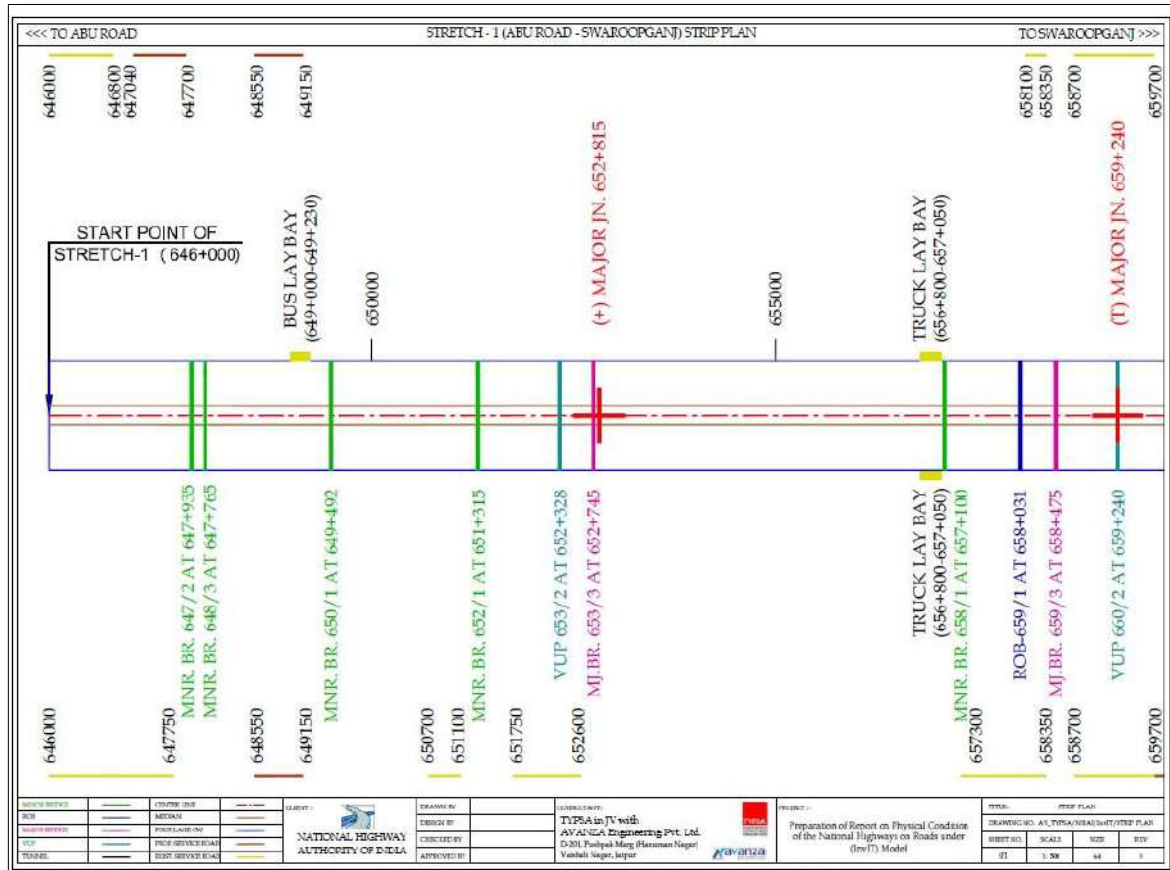 <<< TO ABU ROAD
STRETCH - 1 (ABU ROAD - SWAROOPGANJ) STRIP PLAN
TO SWAROOPGANJ >>>
646000
646800
647040
647700
648550
649150
658100
658350
658700
659700
START POINT OF
STRETCH-1 (646+000)
BUS LAY BAY
(649+000-649+230)
650000
(+) MAJOR JN. 652+815
655000
TRUCK LAY BAY
(656+800-657+050)
(T) MAJOR JN. 659+240
MNR. BR. 647/2 AT 647+935
MNR. BR. 648/3 AT 647+765
MNR. BR. 650/1 AT 649+492
MNR. BR. 652/1 AT 651+315
VUP 653/2 AT 652+328
MJ.BR. 653/3 AT 652+745
TRUCK LAY BAY
(656+800-657+050)
MNR. BR. 658/1 AT 657+100
ROB-659/1 AT 658+031
MJ.BR. 659/3 AT 658+475
VUP 660/2 AT 659+240
646000
647750
648550
649150
650700
651100
651750
652600
657300
658350
658700
659700
MINOR BRIDGE
ROB
MAJOR BRIDGE
VUP
TUNNEL
CENTRE LINE
MEDIAN
FOUR LANE CW
PROP. SERVICE ROAD
EXIST. SERVICE ROAD
CLIENT :
NATIONAL HIGHWAY
AUTHORITY OF INDIA
DRAWN BY
DESIGN BY
CHECKED BY
APPROVED BY
CONSULTANT:
TYPSA in JV with
AVANZA Engineering Pvt. Ltd.
D-201, Pushpak Marg (Hanuman Nagar)
Vaishali Nagar, Jaipur
TYPSA
avanza
PROJECT :
Preparation of Report on Physical Condition
of the National Highways on Roads under
(InvIT) Model
TITLE:- STRIP PLAN
SHEET NO.
SCALE
SIZE
REV
01
A4